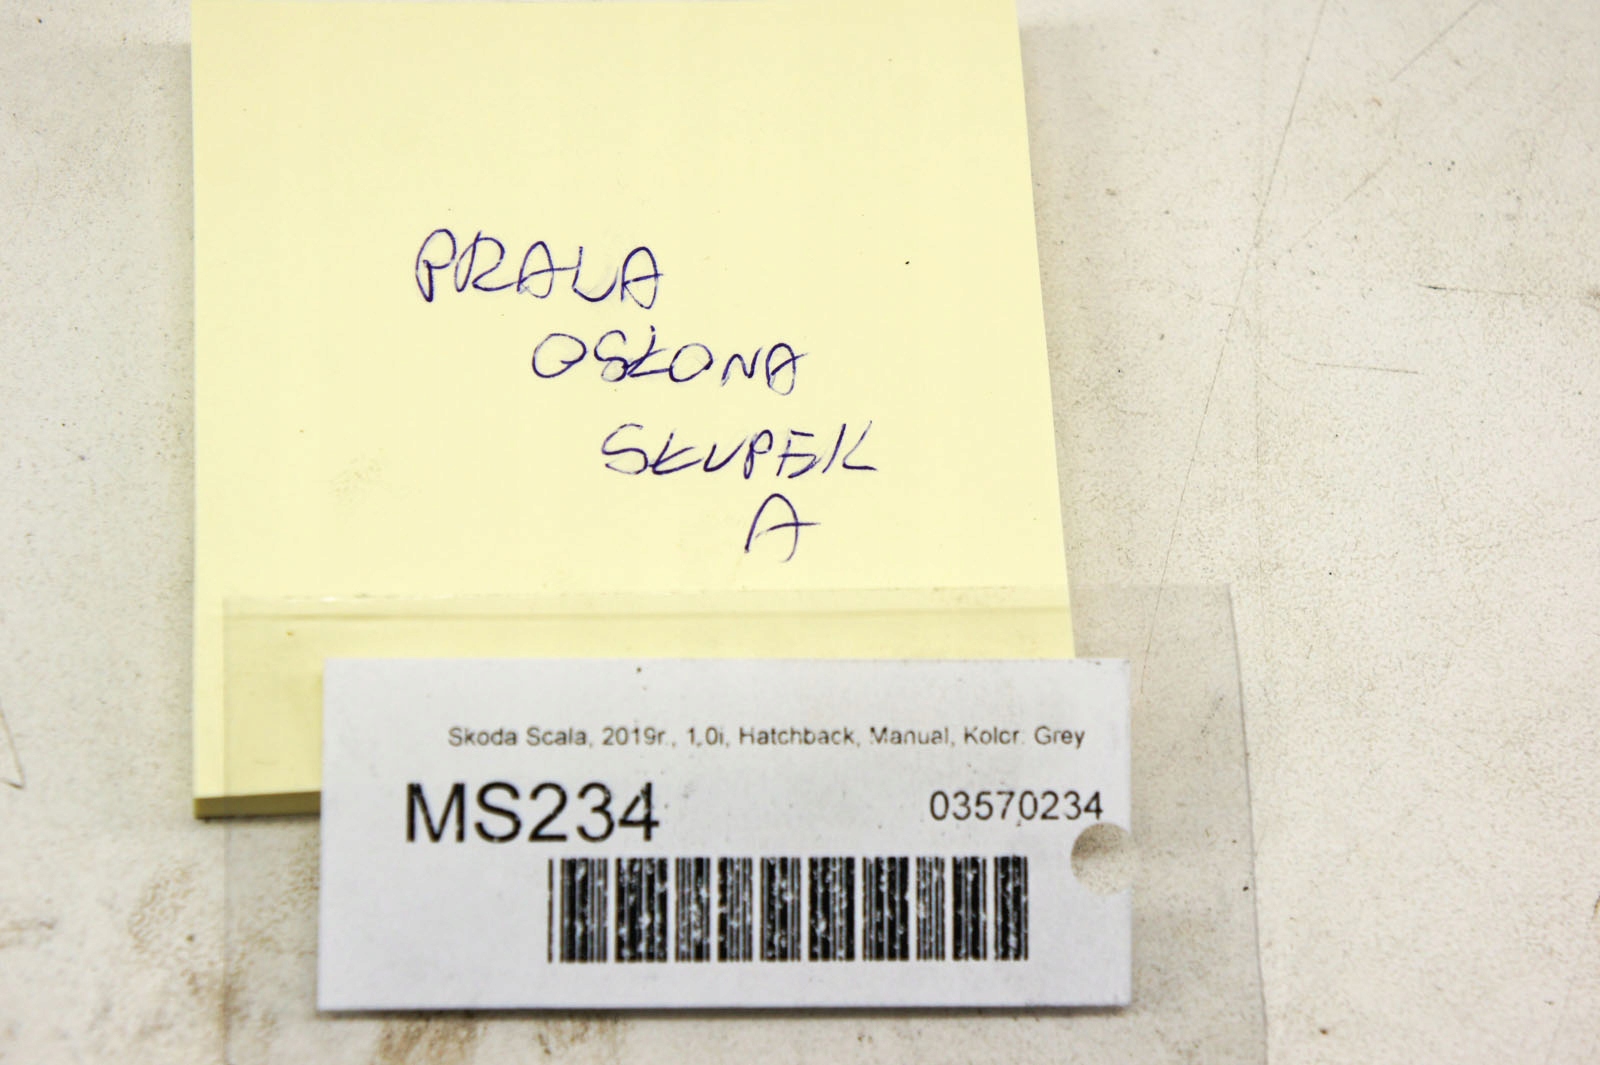 PRAWA
OSŁONA
SŁUPEK
A
Skoda Scala, 2019r., 1.0i, Hatchback, Manual, Kolor: Grey
MS234
03570234